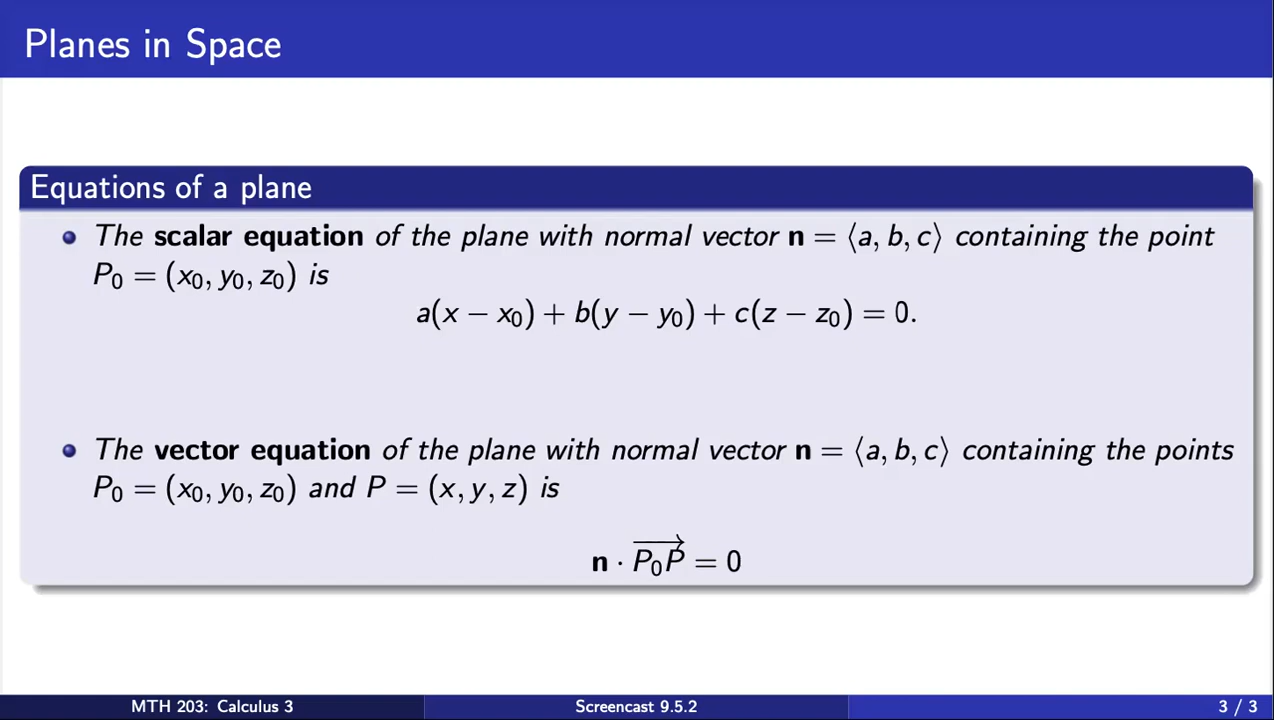 Planes in Space
Equations of a plane
The scalar equation of the plane with normal vector n = ⟨a, b, c⟩ containing the point
P₀ = (x₀, y₀, z₀) is
a(x − x₀) + b(y − y₀) + c(z − z₀) = 0.
The vector equation of the plane with normal vector n = ⟨a, b, c⟩ containing the points
P₀ = (x₀, y₀, z₀) and P = (x, y, z) is
n · P₀P⃗ = 0
MTH 203: Calculus 3 Screencast 9.5.2 3 / 3